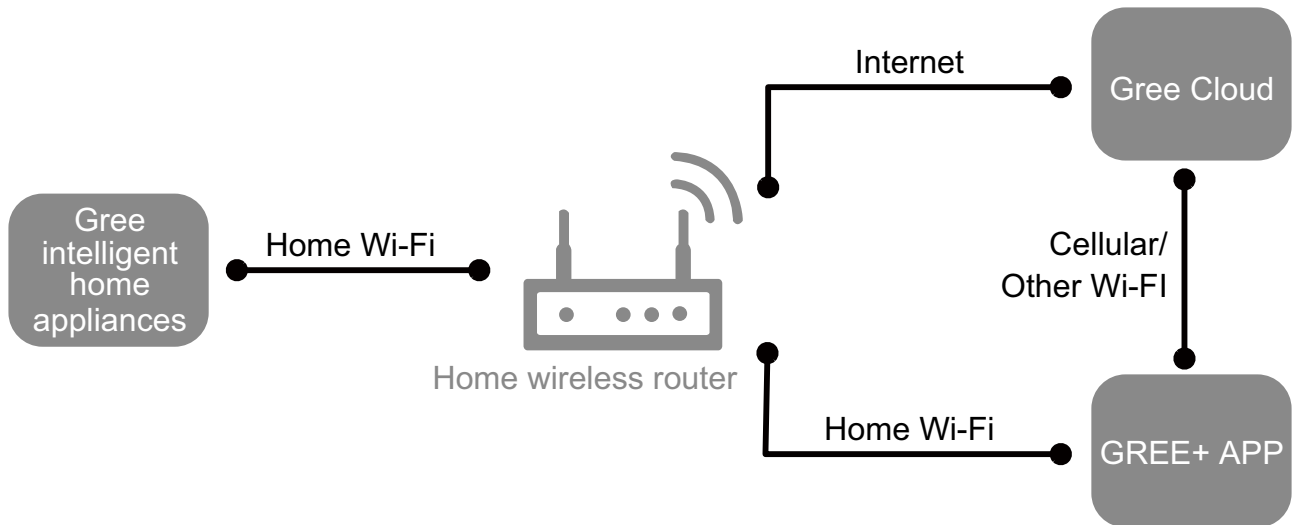 Gree
intelligent
home
appliances
Home Wi-Fi
Home wireless router
Internet
Gree Cloud
Cellular/
Other Wi-FI
Home Wi-Fi
GREE+ APP